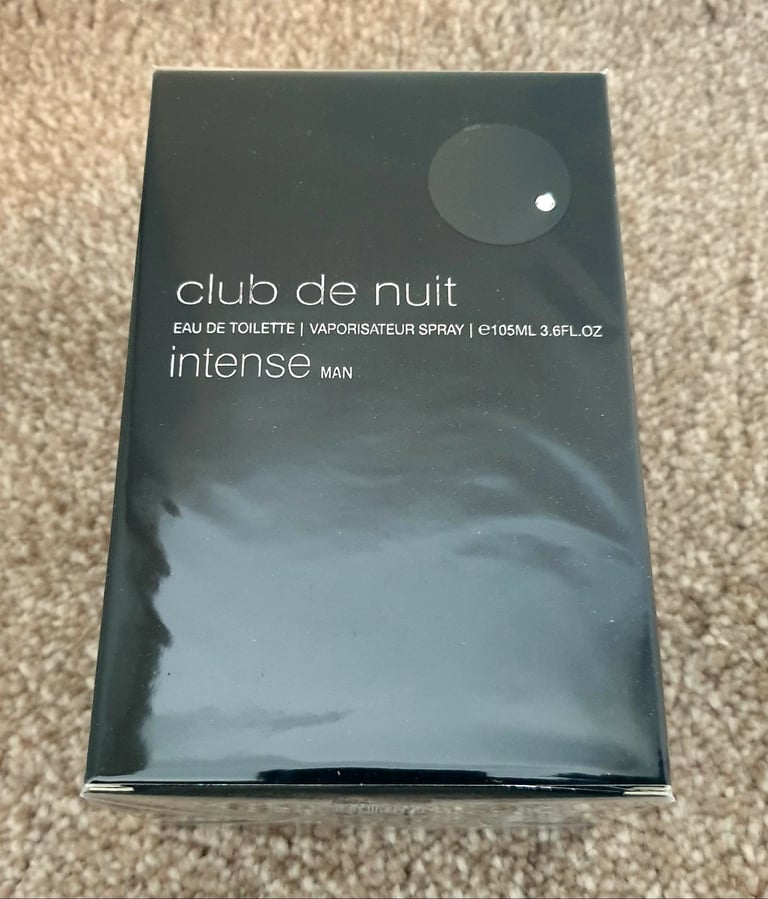 club de nuit
EAU DE TOILETTE | VAPORISATEUR SPRAY | ℮105ML 3.6FL.OZ
intense MAN